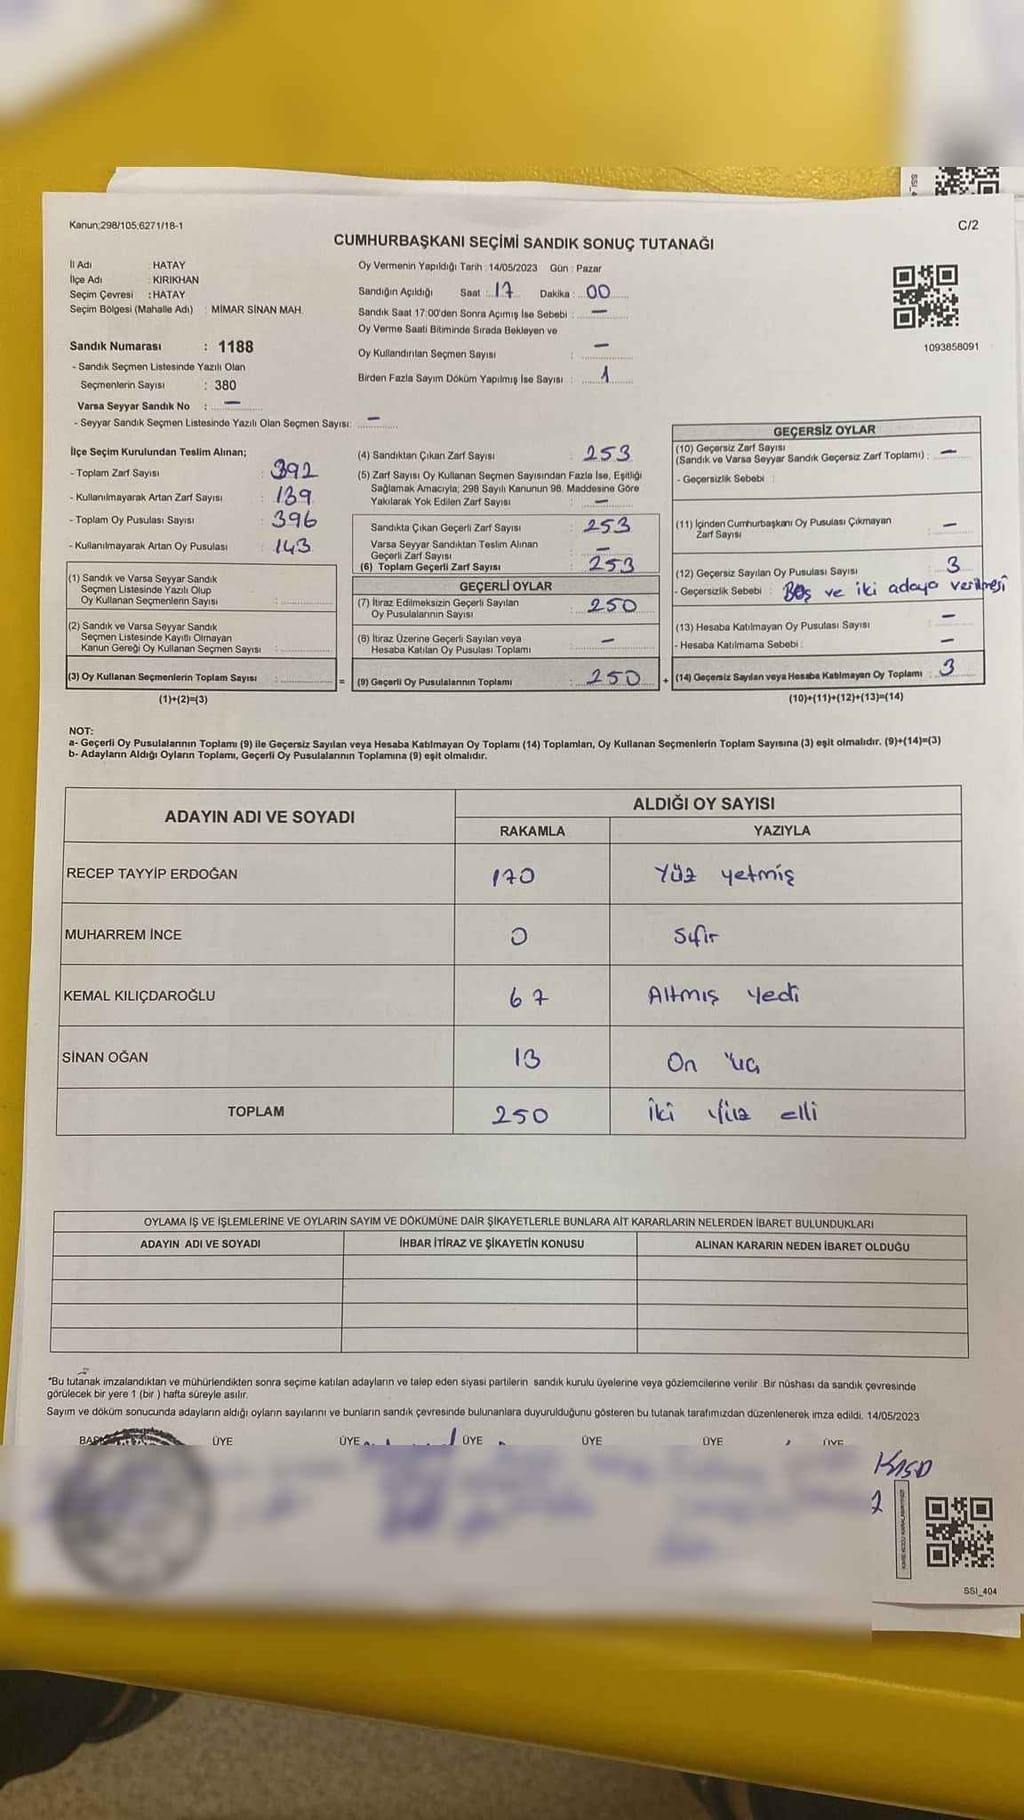 SSI_4
Kanun;298/105;6271/18-1
C/2
CUMHURBAŞKANI SEÇİMİ SANDIK SONUÇ TUTANAĞI
İl Adı : HATAY
İlçe Adı : KIRIKHAN
Seçim Çevresi : HATAY
Seçim Bölgesi (Mahalle Adı) : MİMAR SİNAN MAH.
Sandık Numarası : 1188
- Sandık Seçmen Listesinde Yazılı Olan
Seçmenlerin Sayısı : 380
Varsa Seyyar Sandık No : —
- Seyyar Sandık Seçmen Listesinde Yazılı Olan Seçmen Sayısı: —
Oy Vermenin Yapıldığı Tarih : 14/05/2023 Gün : Pazar
Sandığın Açıldığı Saat : 17 Dakika : 00
Sandık Saat 17:00'den Sonra Açımış İse Sebebi : —
Oy Verme Saati Bitiminde Sırada Bekleyen ve
Oy Kullandırılan Seçmen Sayısı : —
Birden Fazla Sayım Döküm Yapılmış İse Sayısı : 1
1093858091
İlçe Seçim Kurulundan Teslim Alınan;
- Toplam Zarf Sayısı : 392
- Kullanılmayarak Artan Zarf Sayısı : 139
- Toplam Oy Pusulası Sayısı : 396
- Kullanılmayarak Artan Oy Pusulası : 143
(1) Sandık ve Varsa Seyyar Sandık
Seçmen Listesinde Yazılı Olup
Oy Kullanan Seçmenlerin Sayısı :
(2) Sandık ve Varsa Seyyar Sandık
Seçmen Listesinde Kayıtlı Olmayan
Kanun Gereği Oy Kullanan Seçmen Sayısı :
(3) Oy Kullanan Seçmenlerin Toplam Sayısı :
(1)+(2)=(3)
=
(4) Sandıktan Çıkan Zarf Sayısı : 253
(5) Zarf Sayısı Oy Kullanan Seçmen Sayısından Fazla İse, Eşitliği
Sağlamak Amacıyla; 298 Sayılı Kanunun 98. Maddesine Göre
Yakılarak Yok Edilen Zarf Sayısı : —
Sandıkta Çıkan Geçerli Zarf Sayısı : 253
Varsa Seyyar Sandıktan Teslim Alınan
Geçerli Zarf Sayısı : —
(6) Toplam Geçerli Zarf Sayısı : 253
GEÇERLİ OYLAR
(7) İtiraz Edilmeksizin Geçerli Sayılan
Oy Pusulalarının Sayısı : 250
(8) İtiraz Üzerine Geçerli Sayılan veya
Hesaba Katılan Oy Pusulası Toplamı : —
(9) Geçerli Oy Pusulalarının Toplamı : 250
+
GEÇERSİZ OYLAR
(10) Geçersiz Zarf Sayısı
(Sandık ve Varsa Seyyar Sandık Geçersiz Zarf Toplamı) : —
- Geçersizlik Sebebi :
(11) İçinden Cumhurbaşkanı Oy Pusulası Çıkmayan
Zarf Sayısı : —
(12) Geçersiz Sayılan Oy Pusulası Sayısı : 3
- Geçersizlik Sebebi : Boş ve iki adaya verilmesi
(13) Hesaba Katılmayan Oy Pusulası Sayısı : —
- Hesaba Katılmama Sebebi : —
(14) Geçersiz Sayılan veya Hesaba Katılmayan Oy Toplamı : 3
(10)+(11)+(12)+(13)=(14)
NOT:
a- Geçerli Oy Pusulalarının Toplamı (9) ile Geçersiz Sayılan veya Hesaba Katılmayan Oy Toplamı (14) Toplamları, Oy Kullanan Seçmenlerin Toplam Sayısına (3) eşit olmalıdır. (9)+(14)=(3)
b- Adayların Aldığı Oyların Toplamı, Geçerli Oy Pusulalarının Toplamına (9) eşit olmalıdır.
ADAYIN ADI VE SOYADI ALDIĞI OY SAYISI
RAKAMLA YAZIYLA
RECEP TAYYİP ERDOĞAN 170 Yüz yetmiş
MUHARREM İNCE 0 Sıfır
KEMAL KILIÇDAROĞLU 67 Altmış Yedi
SİNAN OĞAN 13 On üç
TOPLAM 250 İki yüz elli
OYLAMA İŞ VE İŞLEMLERİNE VE OYLARIN SAYIM VE DÖKÜMÜNE DAİR ŞİKAYETLERLE BUNLARA AİT KARARLARIN NELERDEN İBARET BULUNDUKLARI
ADAYIN ADI VE SOYADI İHBAR İTİRAZ VE ŞİKAYETİN KONUSU ALINAN KARARIN NEDEN İBARET OLDUĞU
*Bu tutanak imzalandıktan ve mühürlendikten sonra seçime katılan adayların ve talep eden siyasi partilerin sandık kurulu üyelerine veya gözlemcilerine verilir. Bir nüshası da sandık çevresinde
görülecek bir yere 1 (bir ) hafta süreyle asılır.
Sayım ve döküm sonucunda adayların aldığı oyların sayılarını ve bunların sandık çevresinde bulunanlara duyurulduğunu gösteren bu tutanak tarafımızdan düzenlenerek imza edildi. 14/05/2023
ÜYE ÜYE ÜYE ÜYE ÜYE ÜYE
SSI_404